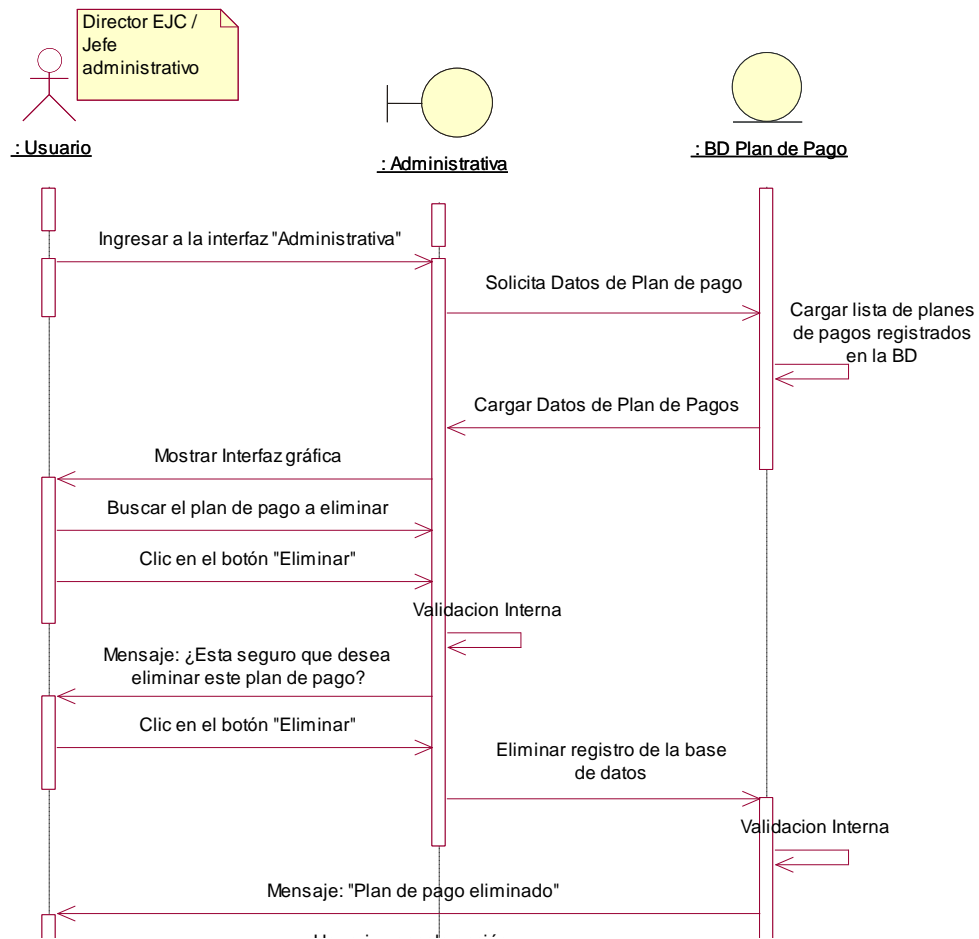 Director EJC /
Jefe
administrativo
: Usuario
: Administrativa
: BD Plan de Pago
Ingresar a la interfaz "Administrativa"
Solicita Datos de Plan de pago
Cargar lista de planes
de pagos registrados
en la BD
Cargar Datos de Plan de Pagos
Mostrar Interfaz gráfica
Buscar el plan de pago a eliminar
Clic en el botón "Eliminar"
Validacion Interna
Mensaje: ¿Esta seguro que desea
eliminar este plan de pago?
Clic en el botón "Eliminar"
Eliminar registro de la base
de datos
Validacion Interna
Mensaje: "Plan de pago eliminado"